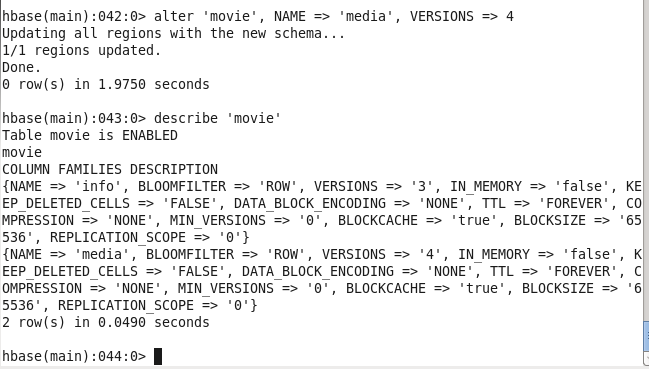 hbase(main):042:0> alter 'movie', NAME => 'media', VERSIONS => 4
Updating all regions with the new schema...
1/1 regions updated.
Done.
0 row(s) in 1.9750 seconds
hbase(main):043:0> describe 'movie'
Table movie is ENABLED
movie
COLUMN FAMILIES DESCRIPTION
{NAME => 'info', BLOOMFILTER => 'ROW', VERSIONS => '3', IN_MEMORY => 'false', KE
EP_DELETED_CELLS => 'FALSE', DATA_BLOCK_ENCODING => 'NONE', TTL => 'FOREVER', CO
MPRESSION => 'NONE', MIN_VERSIONS => '0', BLOCKCACHE => 'true', BLOCKSIZE => '65
536', REPLICATION_SCOPE => '0'}
{NAME => 'media', BLOOMFILTER => 'ROW', VERSIONS => '4', IN_MEMORY => 'false', K
EEP_DELETED_CELLS => 'FALSE', DATA_BLOCK_ENCODING => 'NONE', TTL => 'FOREVER', C
OMPRESSION => 'NONE', MIN_VERSIONS => '0', BLOCKCACHE => 'true', BLOCKSIZE => '6
5536', REPLICATION_SCOPE => '0'}
2 row(s) in 0.0490 seconds
hbase(main):044:0>